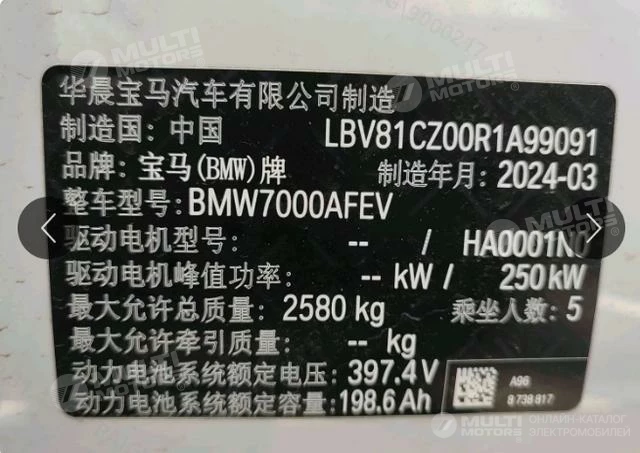 华晨宝马汽车有限公司制造
制造国: 中国 LBV81CZ00R1A99091
品牌: 宝马(BMW)牌 制造年月: 2024-03
整车型号: BMW7000AFEV
驱动电机型号: -- / HA0001N0
驱动电机峰值功率: -- kW / 250 kW
最大允许总质量: 2580 kg 乘坐人数: 5
最大允许牵引质量: -- kg
动力电池系统额定电压: 397.4 V
动力电池系统额定容量: 198.6 Ah
A96
8 738 817
MULTI MOTORS
ОНЛАЙН-КАТАЛОГ
ЭЛЕКТРОМОБИЛЕЙ